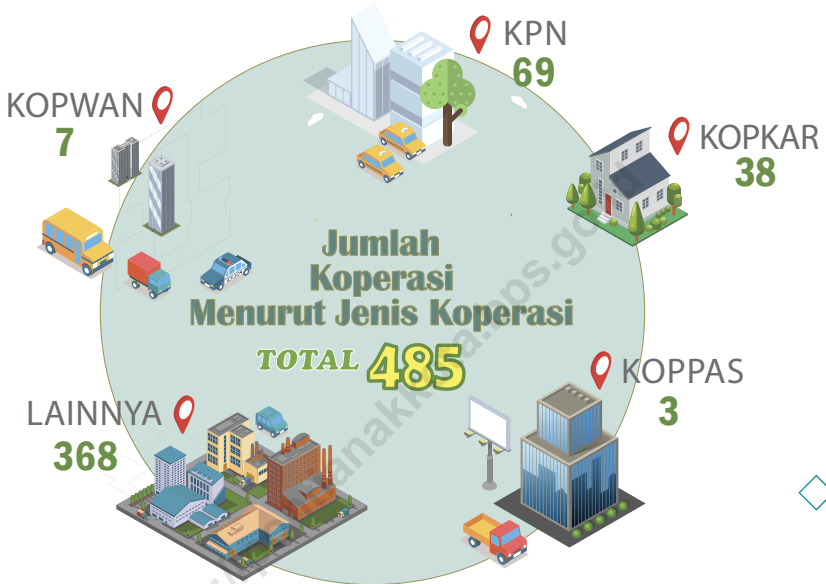 KPN
69
KOPWAN
7
KOPKAR
38
Jumlah
Koperasi
Menurut Jenis Koperasi
TOTAL 485
KOPPAS
3
LAINNYA
368